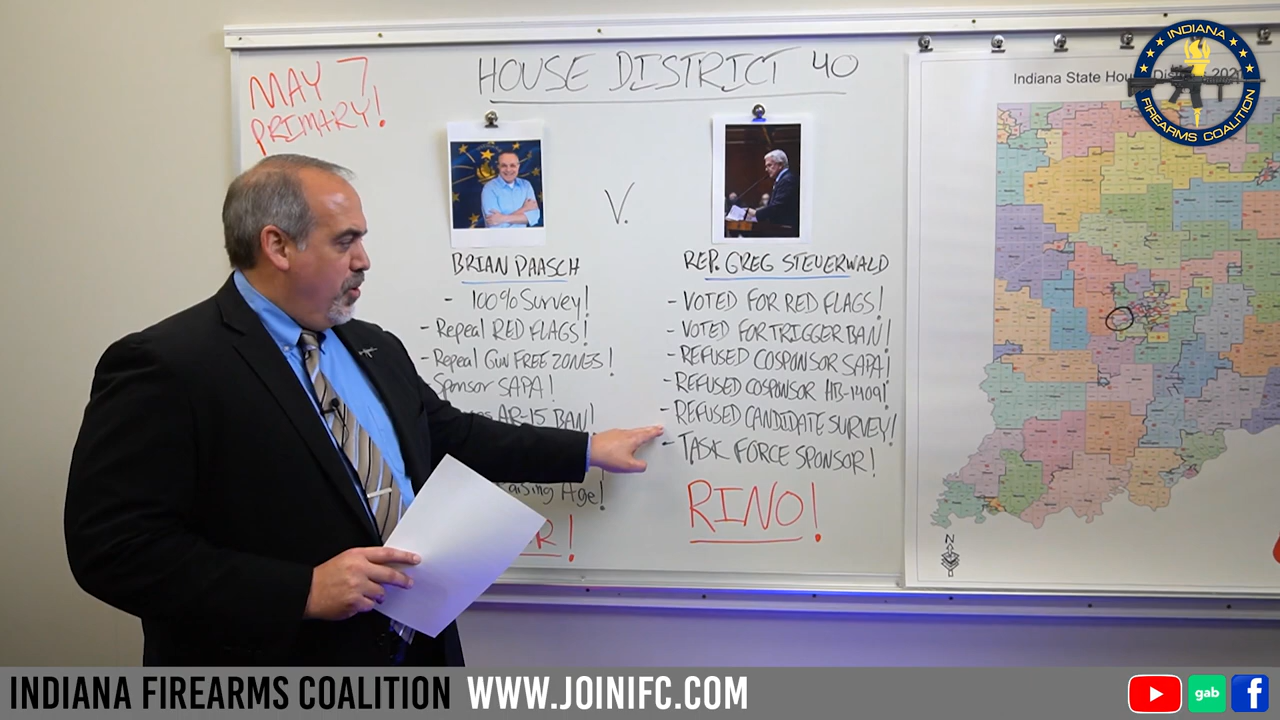 MAY 7
PRIMARY!
HOUSE DISTRICT 40
V.
BRIAN PAASCH
- 100% Survey!
- Repeal RED FLAGS!
- Repeal GUN FREE ZONES!
Sponsor SAPA!
AR-15 BAN!
Raising Age!
!
REP. GREG STEUERWALD
- VOTED FOR RED FLAGS!
- VOTED FOR TRIGGER BAN!
- REFUSED COSPONSOR SAPA!
- REFUSED COSPONSOR HB-1409!
- REFUSED CANDIDATE SURVEY!
- TASK FORCE SPONSOR!
RINO!
Indiana State House Districts 2021
INDIANA
FIREARMS COALITION
N
INDIANA FIREARMS COALITION WWW.JOINIFC.COM
gab
f